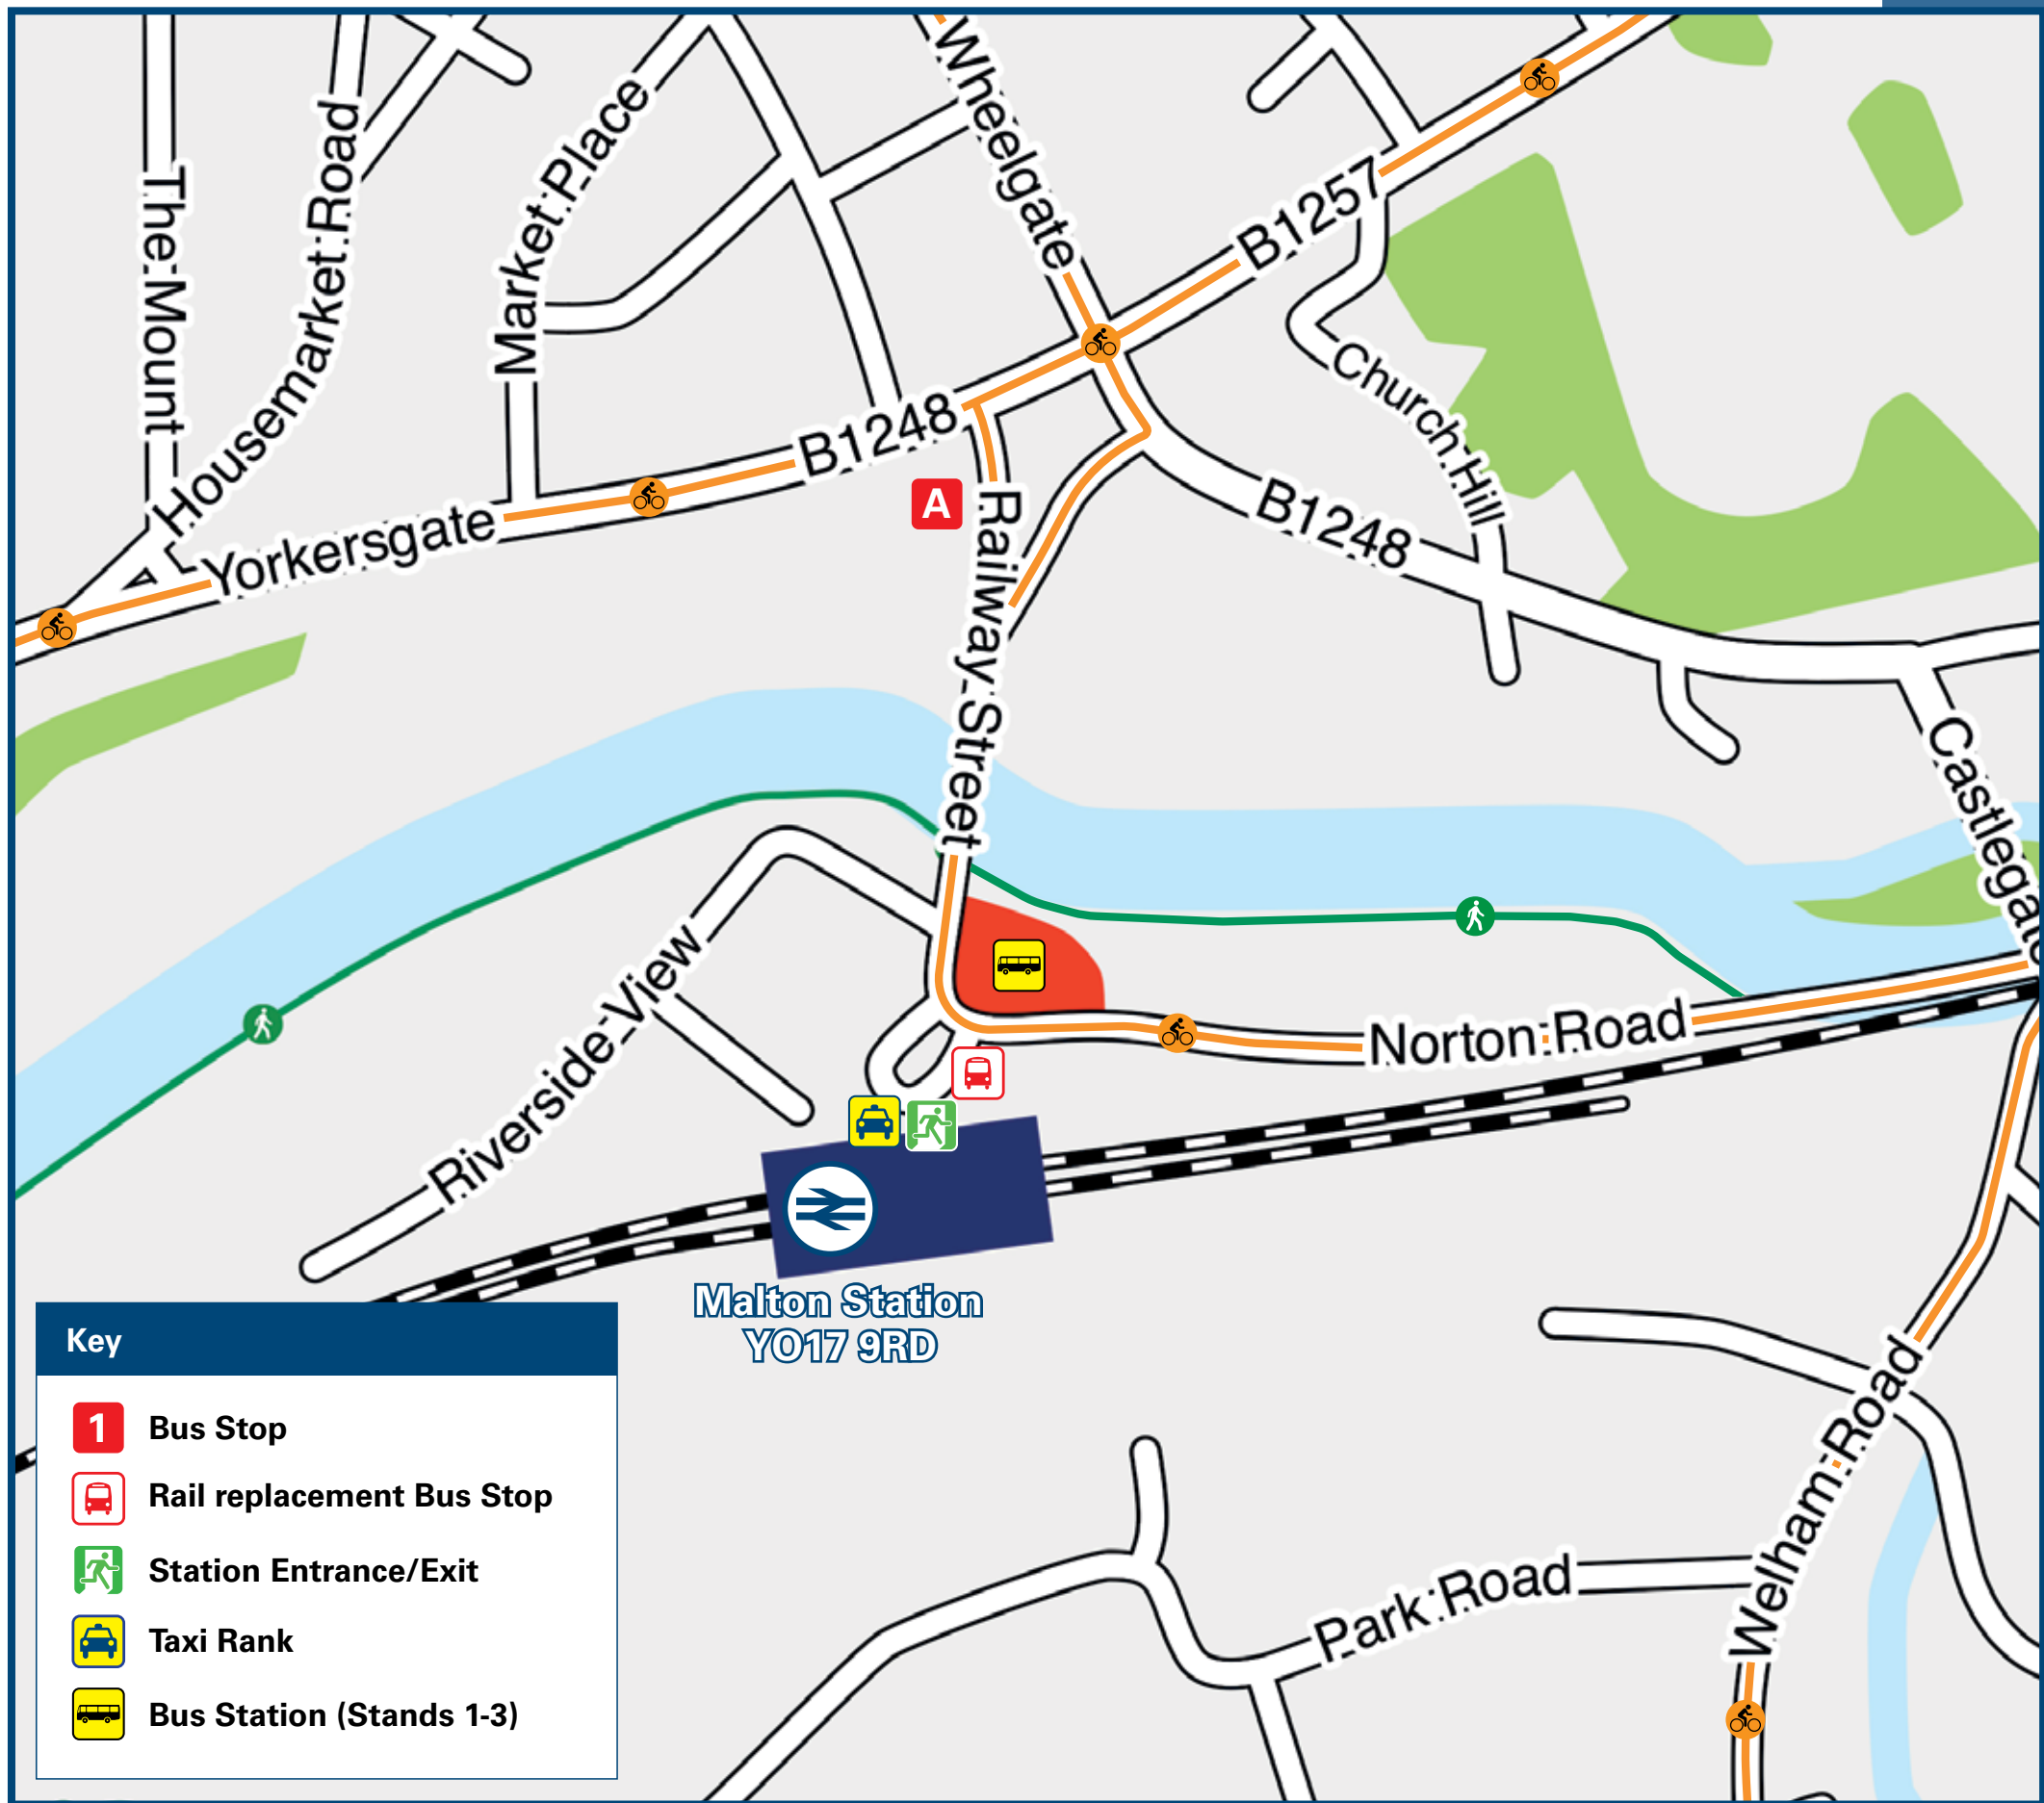 Wheelgate
The Mount
Housemarket Road
Market Place
B1257
B1248
A
Railway Street
Church Hill
B1248
Yorkersgate
Castlegate
Riverside View
Norton Road
Malton Station
YO17 9RD
Welham Road
Park Road
Key
1 Bus Stop
Rail replacement Bus Stop
Station Entrance/Exit
Taxi Rank
Bus Station (Stands 1-3)